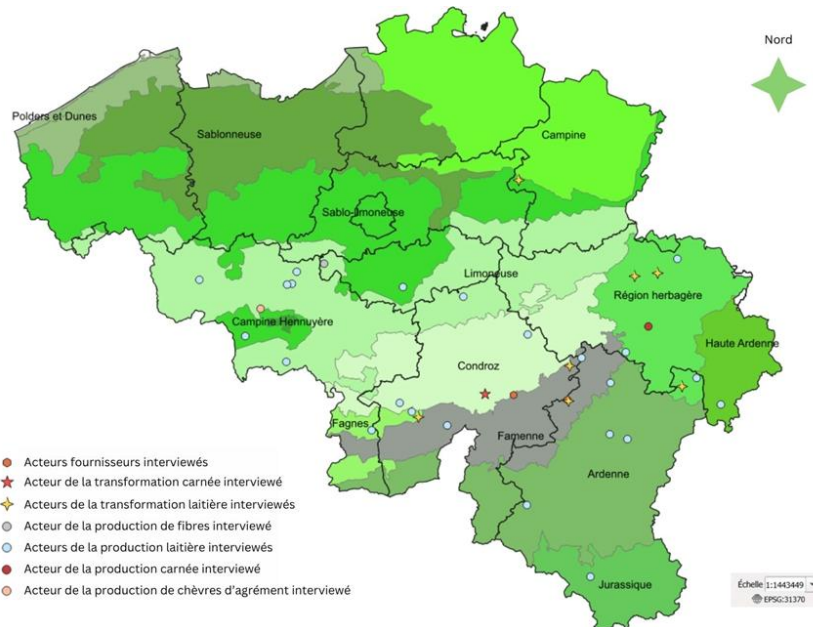 Nord
Polders et Dunes
Sablonneuse
Campine
Sablo-limoneuse
Limoneuse
Région herbagère
Campine Hennuyère
Haute Ardenne
Condroz
Fagnes
Famenne
Ardenne
Jurassique
Acteurs fournisseurs interviewés
Acteur de la transformation carnée interviewé
Acteurs de la transformation laitière interviewés
Acteur de la production de fibres interviewé
Acteurs de la production laitière interviewés
Acteur de la production carnée interviewé
Acteur de la production de chèvres d'agrément interviewé
Échelle 1:1443449
EPSG:31370